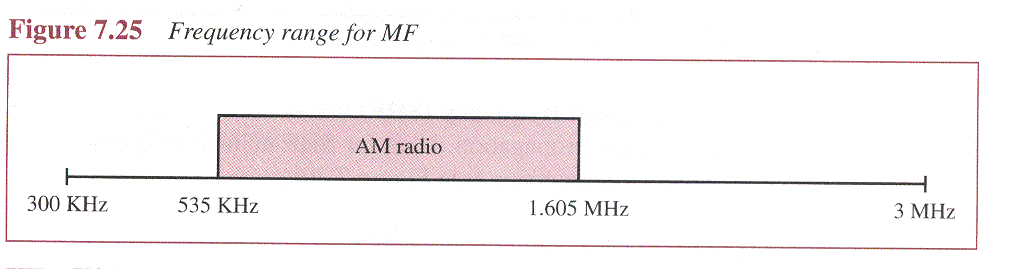 Figure 7.25 Frequency range for MF
AM radio
300 KHz 535 KHz 1.605 MHz 3 MHz